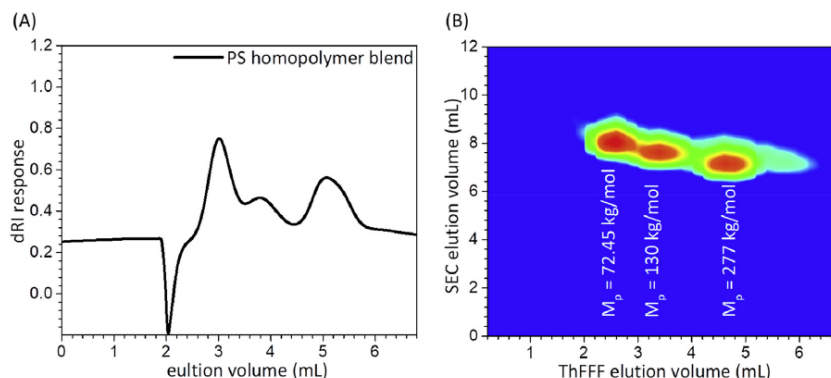 (A)
1.2
1.0
0.8
0.6
0.4
0.2
0.0
dRI response
PS homopolymer blend
0 1 2 3 4 5 6
eultion volume (mL)
(B)
12
10
8
6
4
2
0
SEC elution volume (mL)
Mp = 72.45 kg/mol
Mp = 130 kg/mol
Mp = 277 kg/mol
1 2 3 4 5 6
ThFFF elution volume (mL)